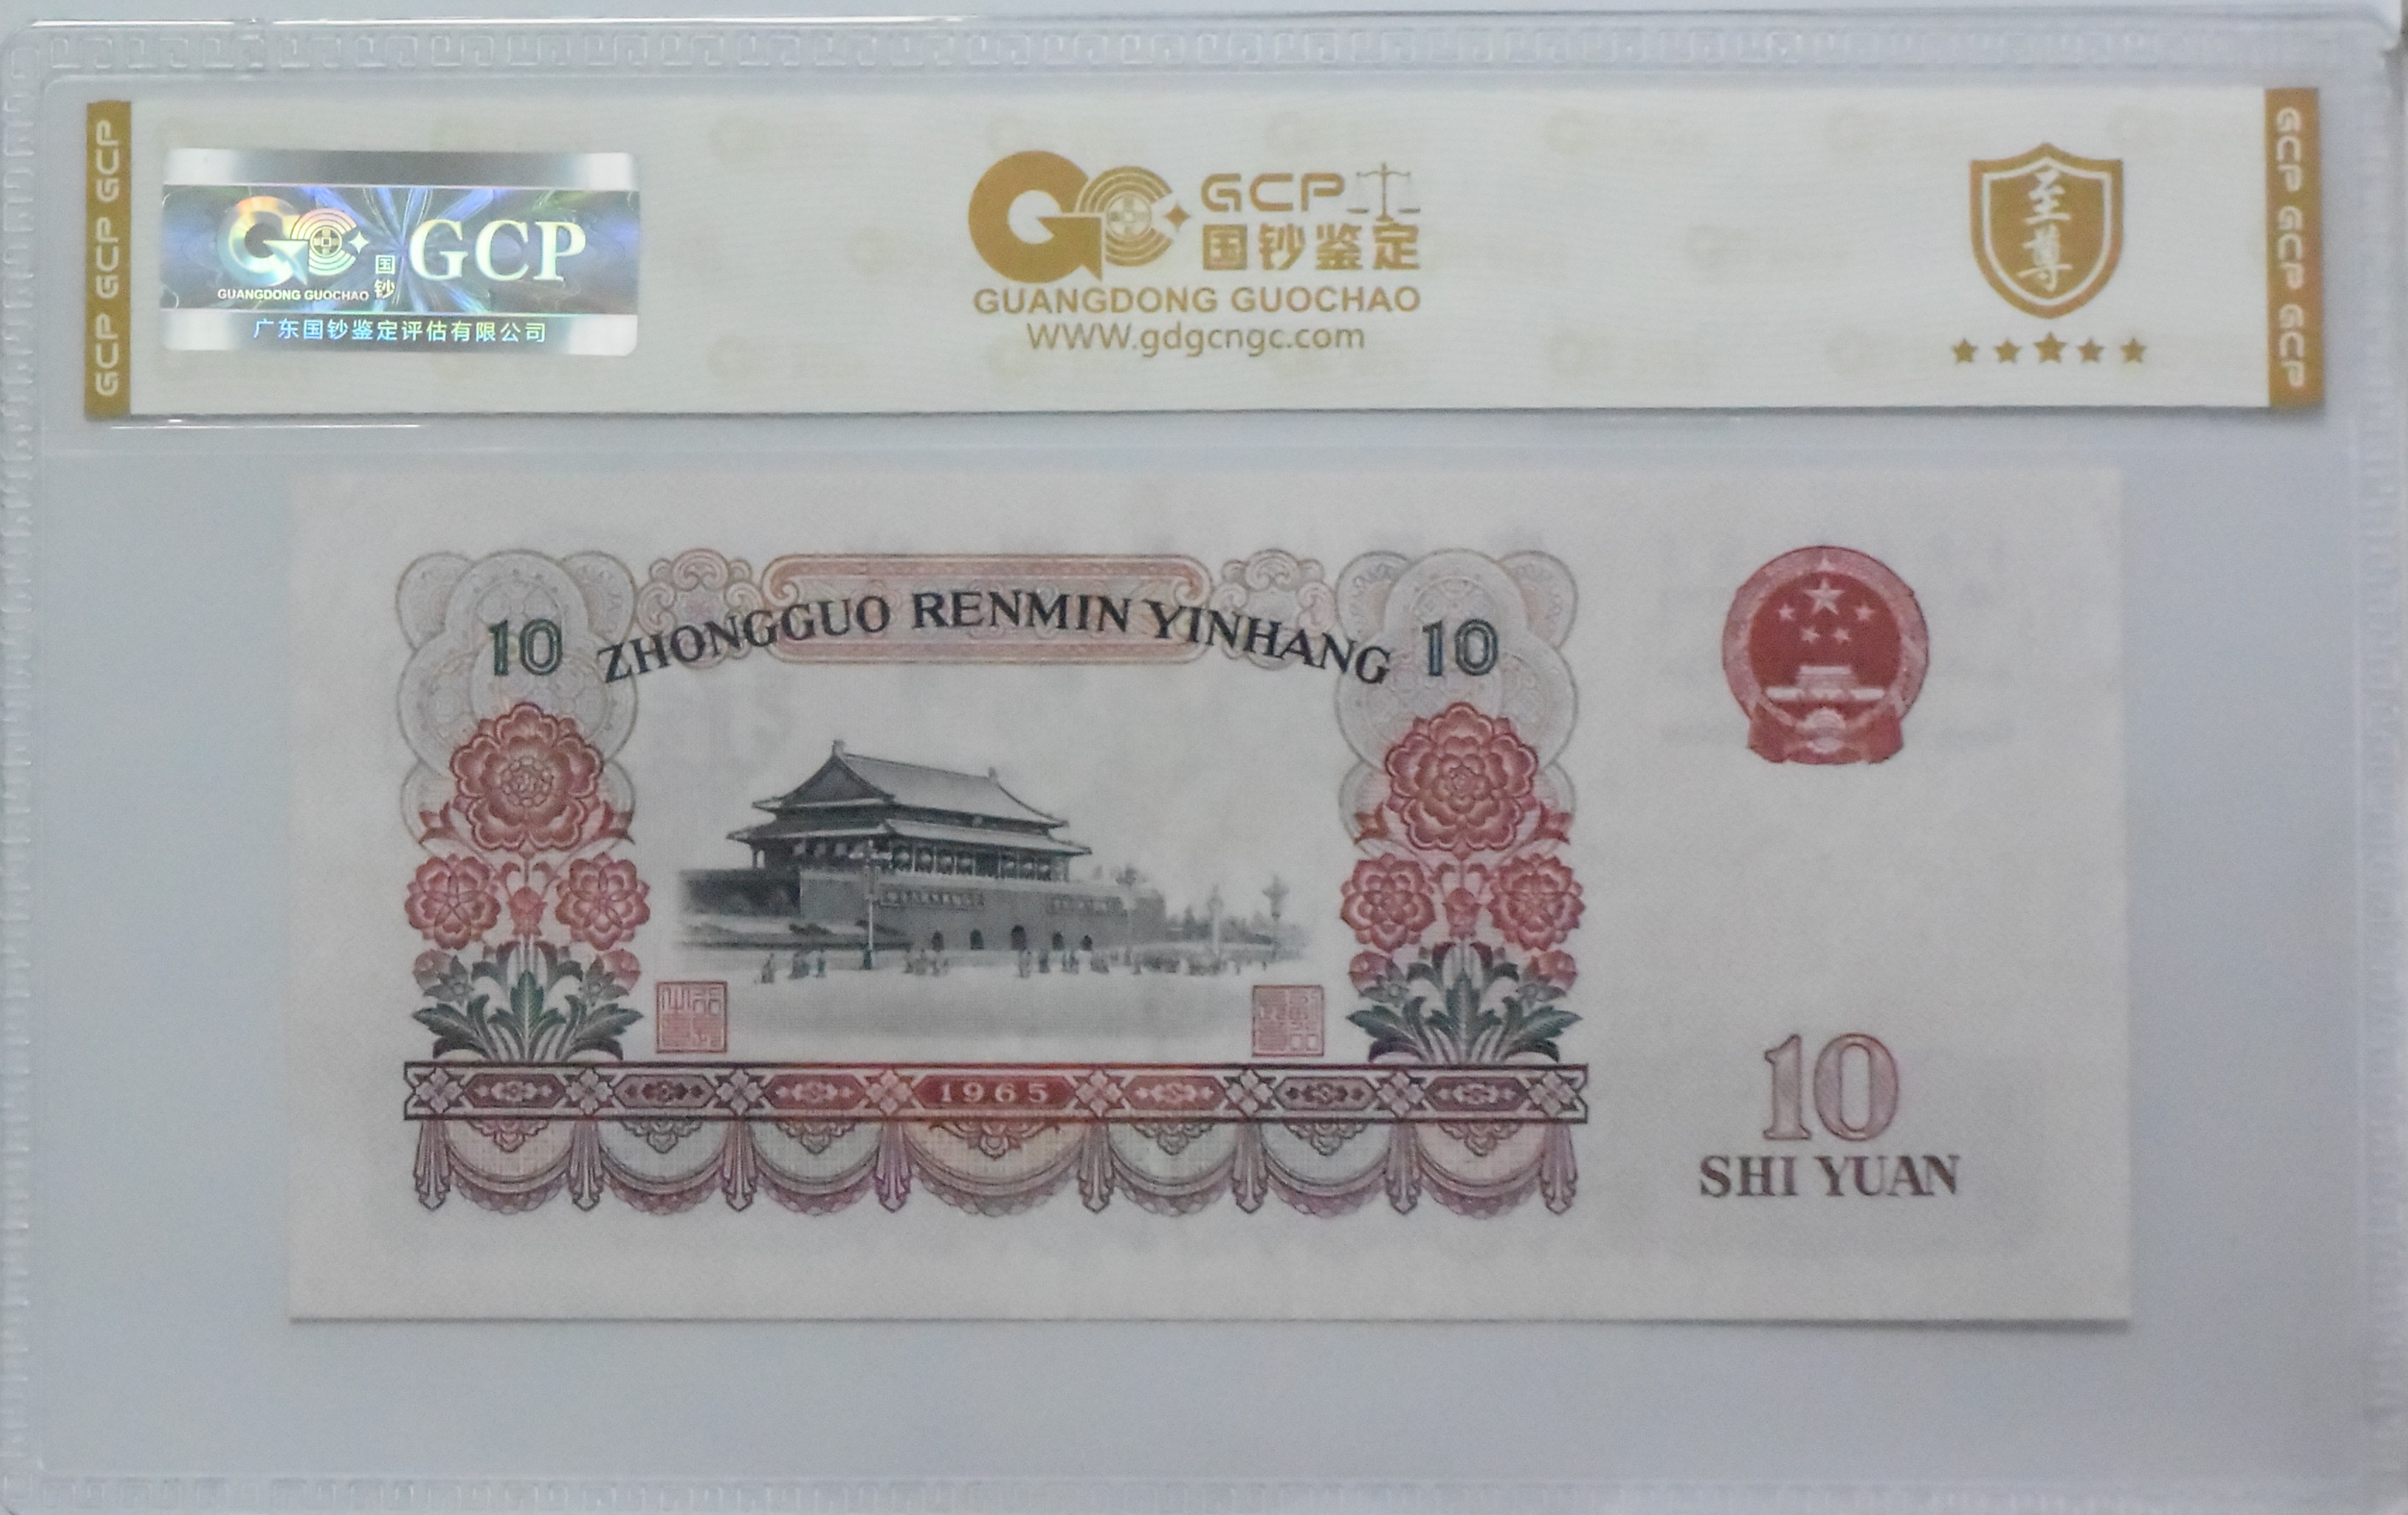 GCP GCP GCP
GCP
国钞
GUANGDONG GUOCHAO
广东国钞鉴定评估有限公司
GCP
国钞鉴定
GUANGDONG GUOCHAO
WWW.gdgcngc.com
至尊
GCP GCP GCP
10 ZHONGGUO RENMIN YINHANG 10
1965
10
SHI YUAN